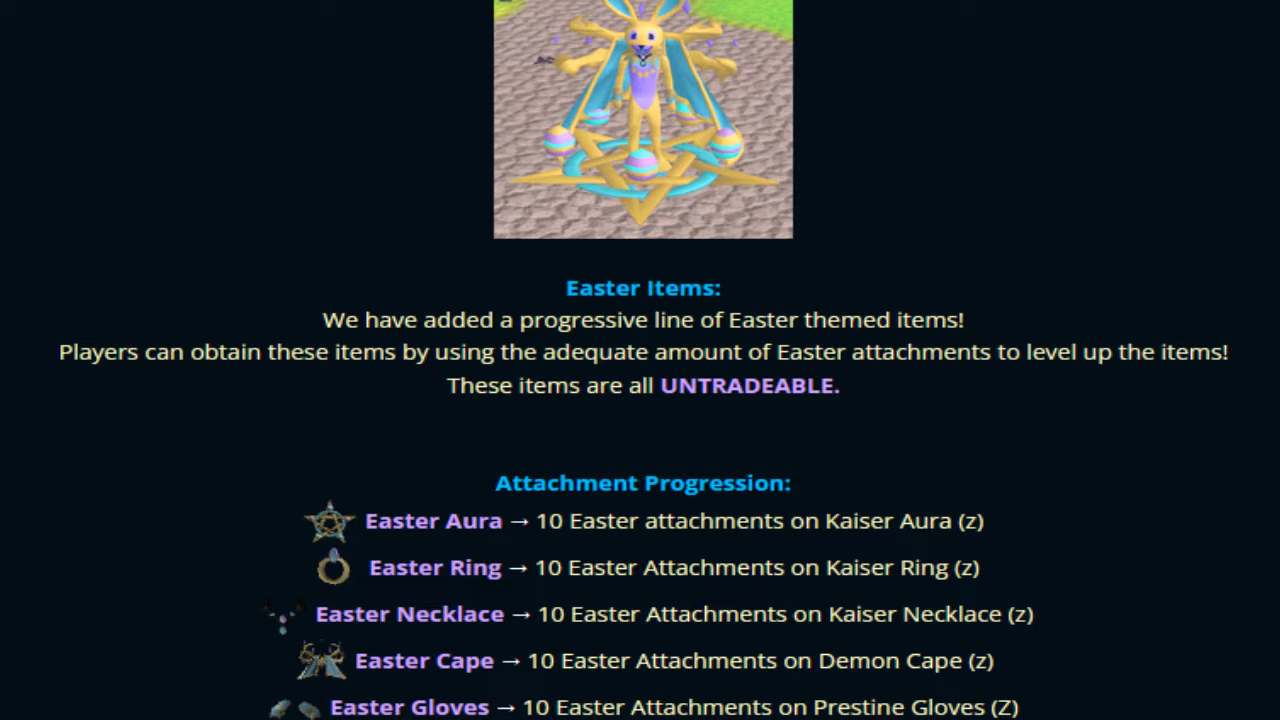 Easter Items:
We have added a progressive line of Easter themed items!
Players can obtain these items by using the adequate amount of Easter attachments to level up the items!
These items are all UNTRADEABLE.
Attachment Progression:
Easter Aura → 10 Easter attachments on Kaiser Aura (z)
Easter Ring → 10 Easter Attachments on Kaiser Ring (z)
Easter Necklace → 10 Easter Attachments on Kaiser Necklace (z)
Easter Cape → 10 Easter Attachments on Demon Cape (z)
Easter Gloves → 10 Easter Attachments on Prestine Gloves (Z)